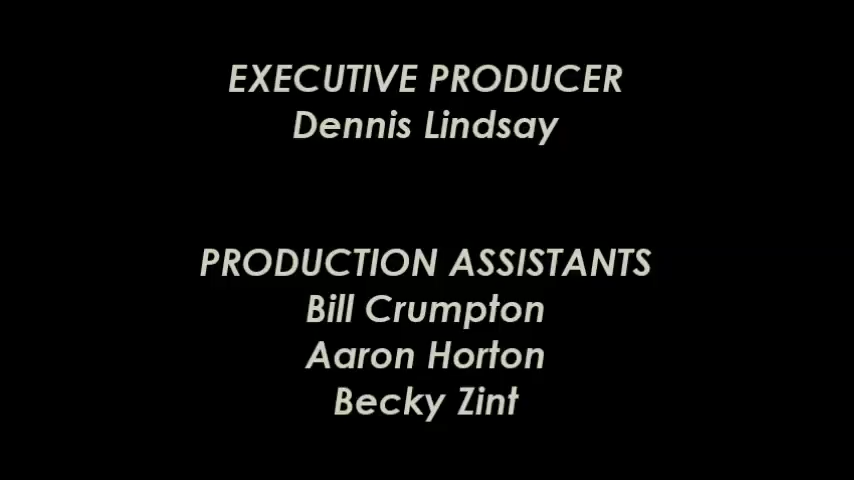 EXECUTIVE PRODUCER
Dennis Lindsay
PRODUCTION ASSISTANTS
Bill Crumpton
Aaron Horton
Becky Zint